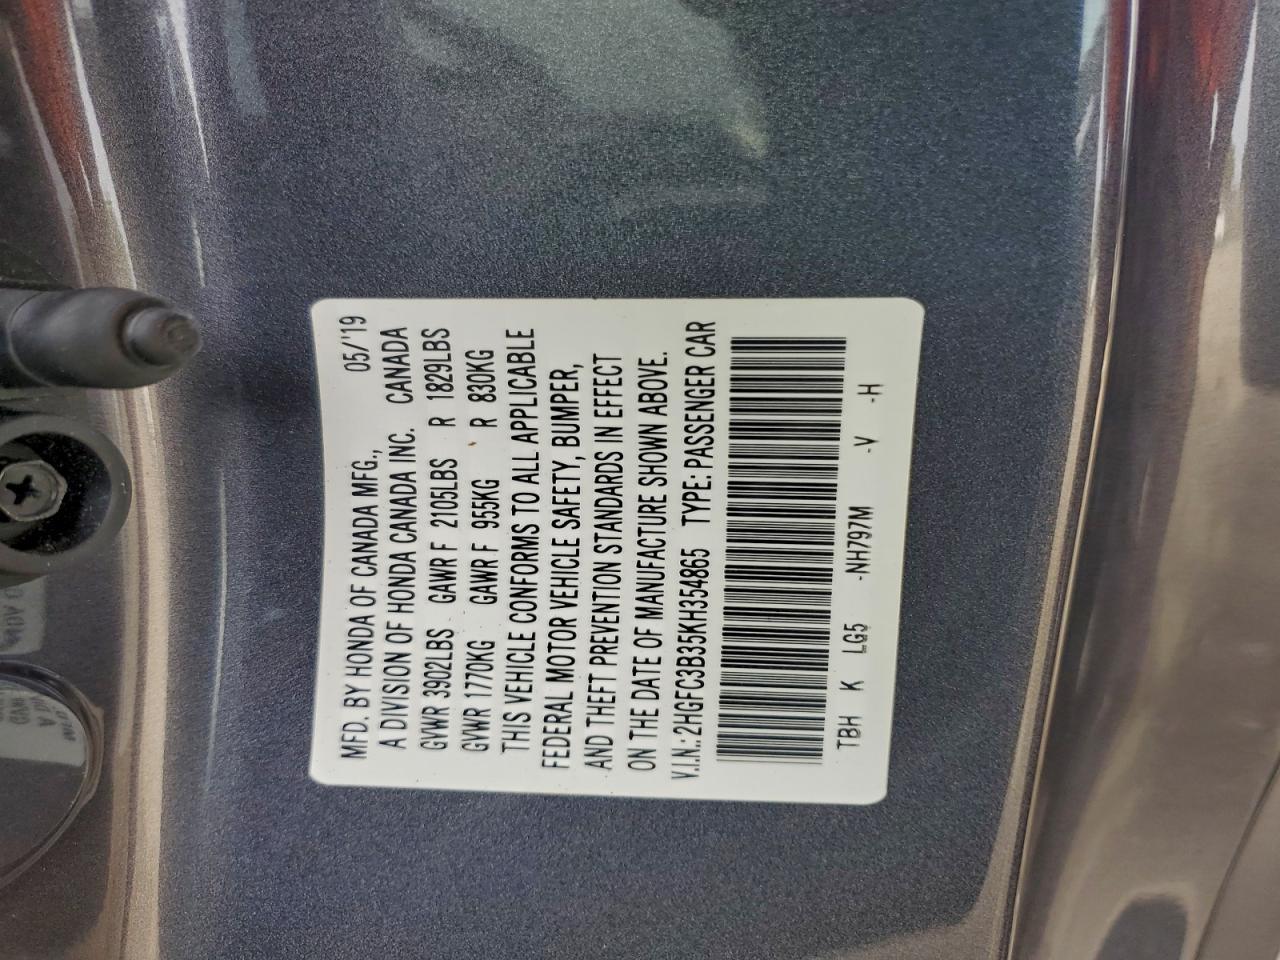 MFD. BY HONDA OF CANADA MFG., 05/'19
A DIVISION OF HONDA CANADA INC. CANADA
GVWR 3902LBS GAWR F 2105LBS R 1829LBS
GVWR 1770KG GAWR F 955KG R 830KG
THIS VEHICLE CONFORMS TO ALL APPLICABLE
FEDERAL MOTOR VEHICLE SAFETY, BUMPER,
AND THEFT PREVENTION STANDARDS IN EFFECT
ON THE DATE OF MANUFACTURE SHOWN ABOVE.
V.I.N.: 2HGFC3B35KH354865 TYPE: PASSENGER CAR
TBH K LG5 -NH797M -V -H